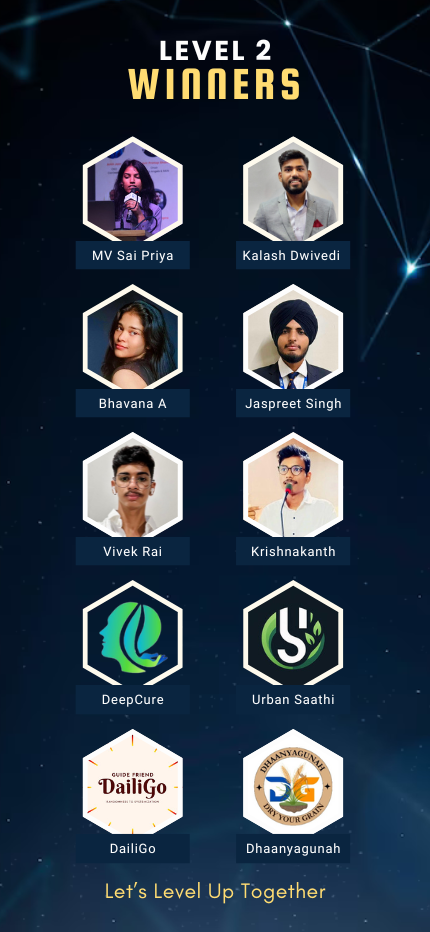 LEVEL 2
WINNERS
MV Sai Priya
Kalash Dwivedi
Bhavana A
Jaspreet Singh
Vivek Rai
Krishnakanth
DeepCure
Urban Saathi
GUIDE FRIEND
DailiGo
DailiGo
DHAANYAGUNAH
DG
DRY YOUR GRAIN
Dhaanyagunah
Let's Level Up Together